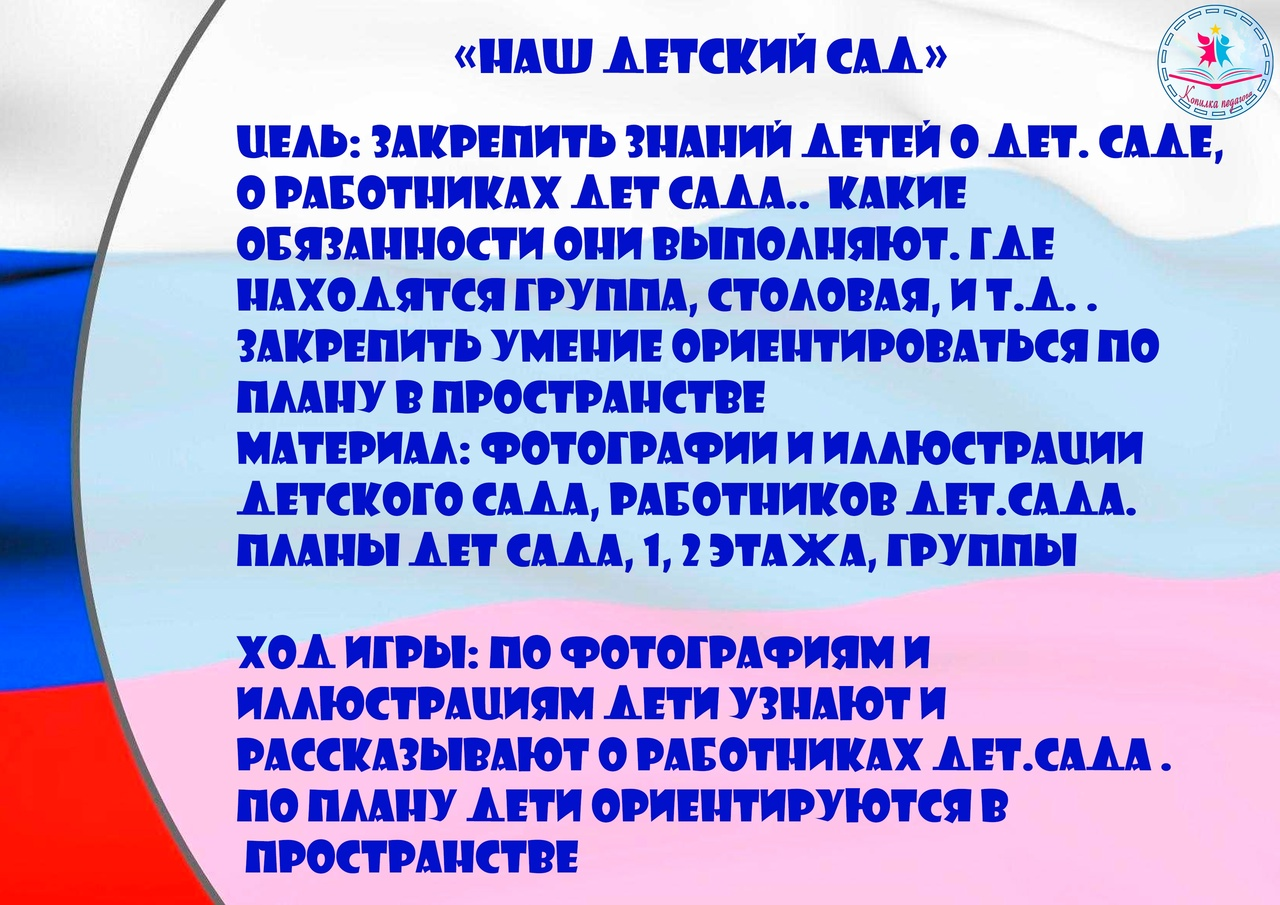 «НАШ ДЕТСКИЙ САД»
Копилка педагога
ЦЕЛЬ: ЗАКРЕПИТЬ ЗНАНИЙ ДЕТЕЙ О ДЕТ. САДЕ,
О РАБОТНИКАХ ДЕТ САДА.. КАКИЕ
ОБЯЗАННОСТИ ОНИ ВЫПОЛНЯЮТ. ГДЕ
НАХОДЯТСЯ ГРУППА, СТОЛОВАЯ, И Т.Д. .
ЗАКРЕПИТЬ УМЕНИЕ ОРИЕНТИРОВАТЬСЯ ПО
ПЛАНУ В ПРОСТРАНСТВЕ
МАТЕРИАЛ: ФОТОГРАФИИ И ИЛЛЮСТРАЦИИ
ДЕТСКОГО САДА, РАБОТНИКОВ ДЕТ.САДА.
ПЛАНЫ ДЕТ САДА, 1, 2 ЭТАЖА, ГРУППЫ
ХОД ИГРЫ: ПО ФОТОГРАФИЯМ И
ИЛЛЮСТРАЦИЯМ ДЕТИ УЗНАЮТ И
РАССКАЗЫВАЮТ О РАБОТНИКАХ ДЕТ.САДА .
ПО ПЛАНУ ДЕТИ ОРИЕНТИРУЮТСЯ В
ПРОСТРАНСТВЕ